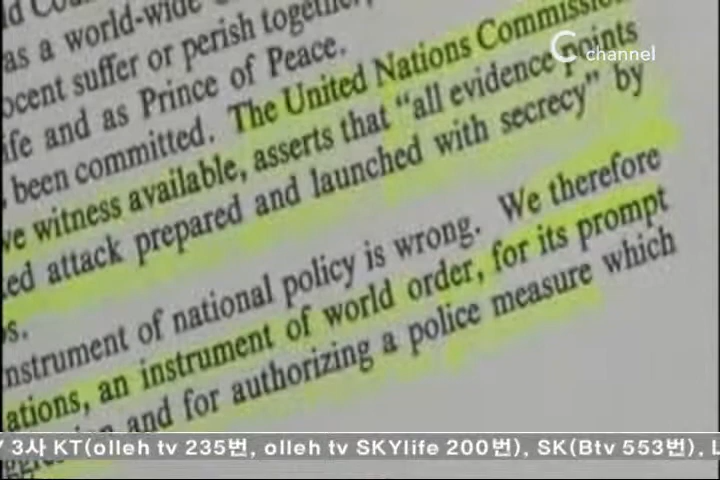 as a world-wide
ocent suffer or perish together,
ife and as Prince of Peace.
been committed. The United Nations Commission
ve witness available, asserts that “all evidence points
ed attack prepared and launched with secrecy” by
s.
nstrument of national policy is wrong. We therefore
ations, an instrument of world order, for its prompt
and for authorizing a police measure which
C channel
3사 KT(olleh tv 235번, olleh tv SKYlife 200번), SK(Btv 553번), L